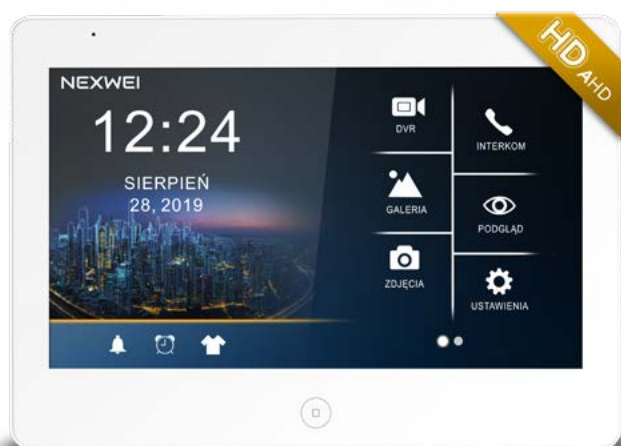 HD AHD
NEXWEI
12:24
SIERPIEŃ
28, 2019
DVR
INTERKOM
GALERIA
PODGLĄD
ZDJĘCIA
USTAWIENIA